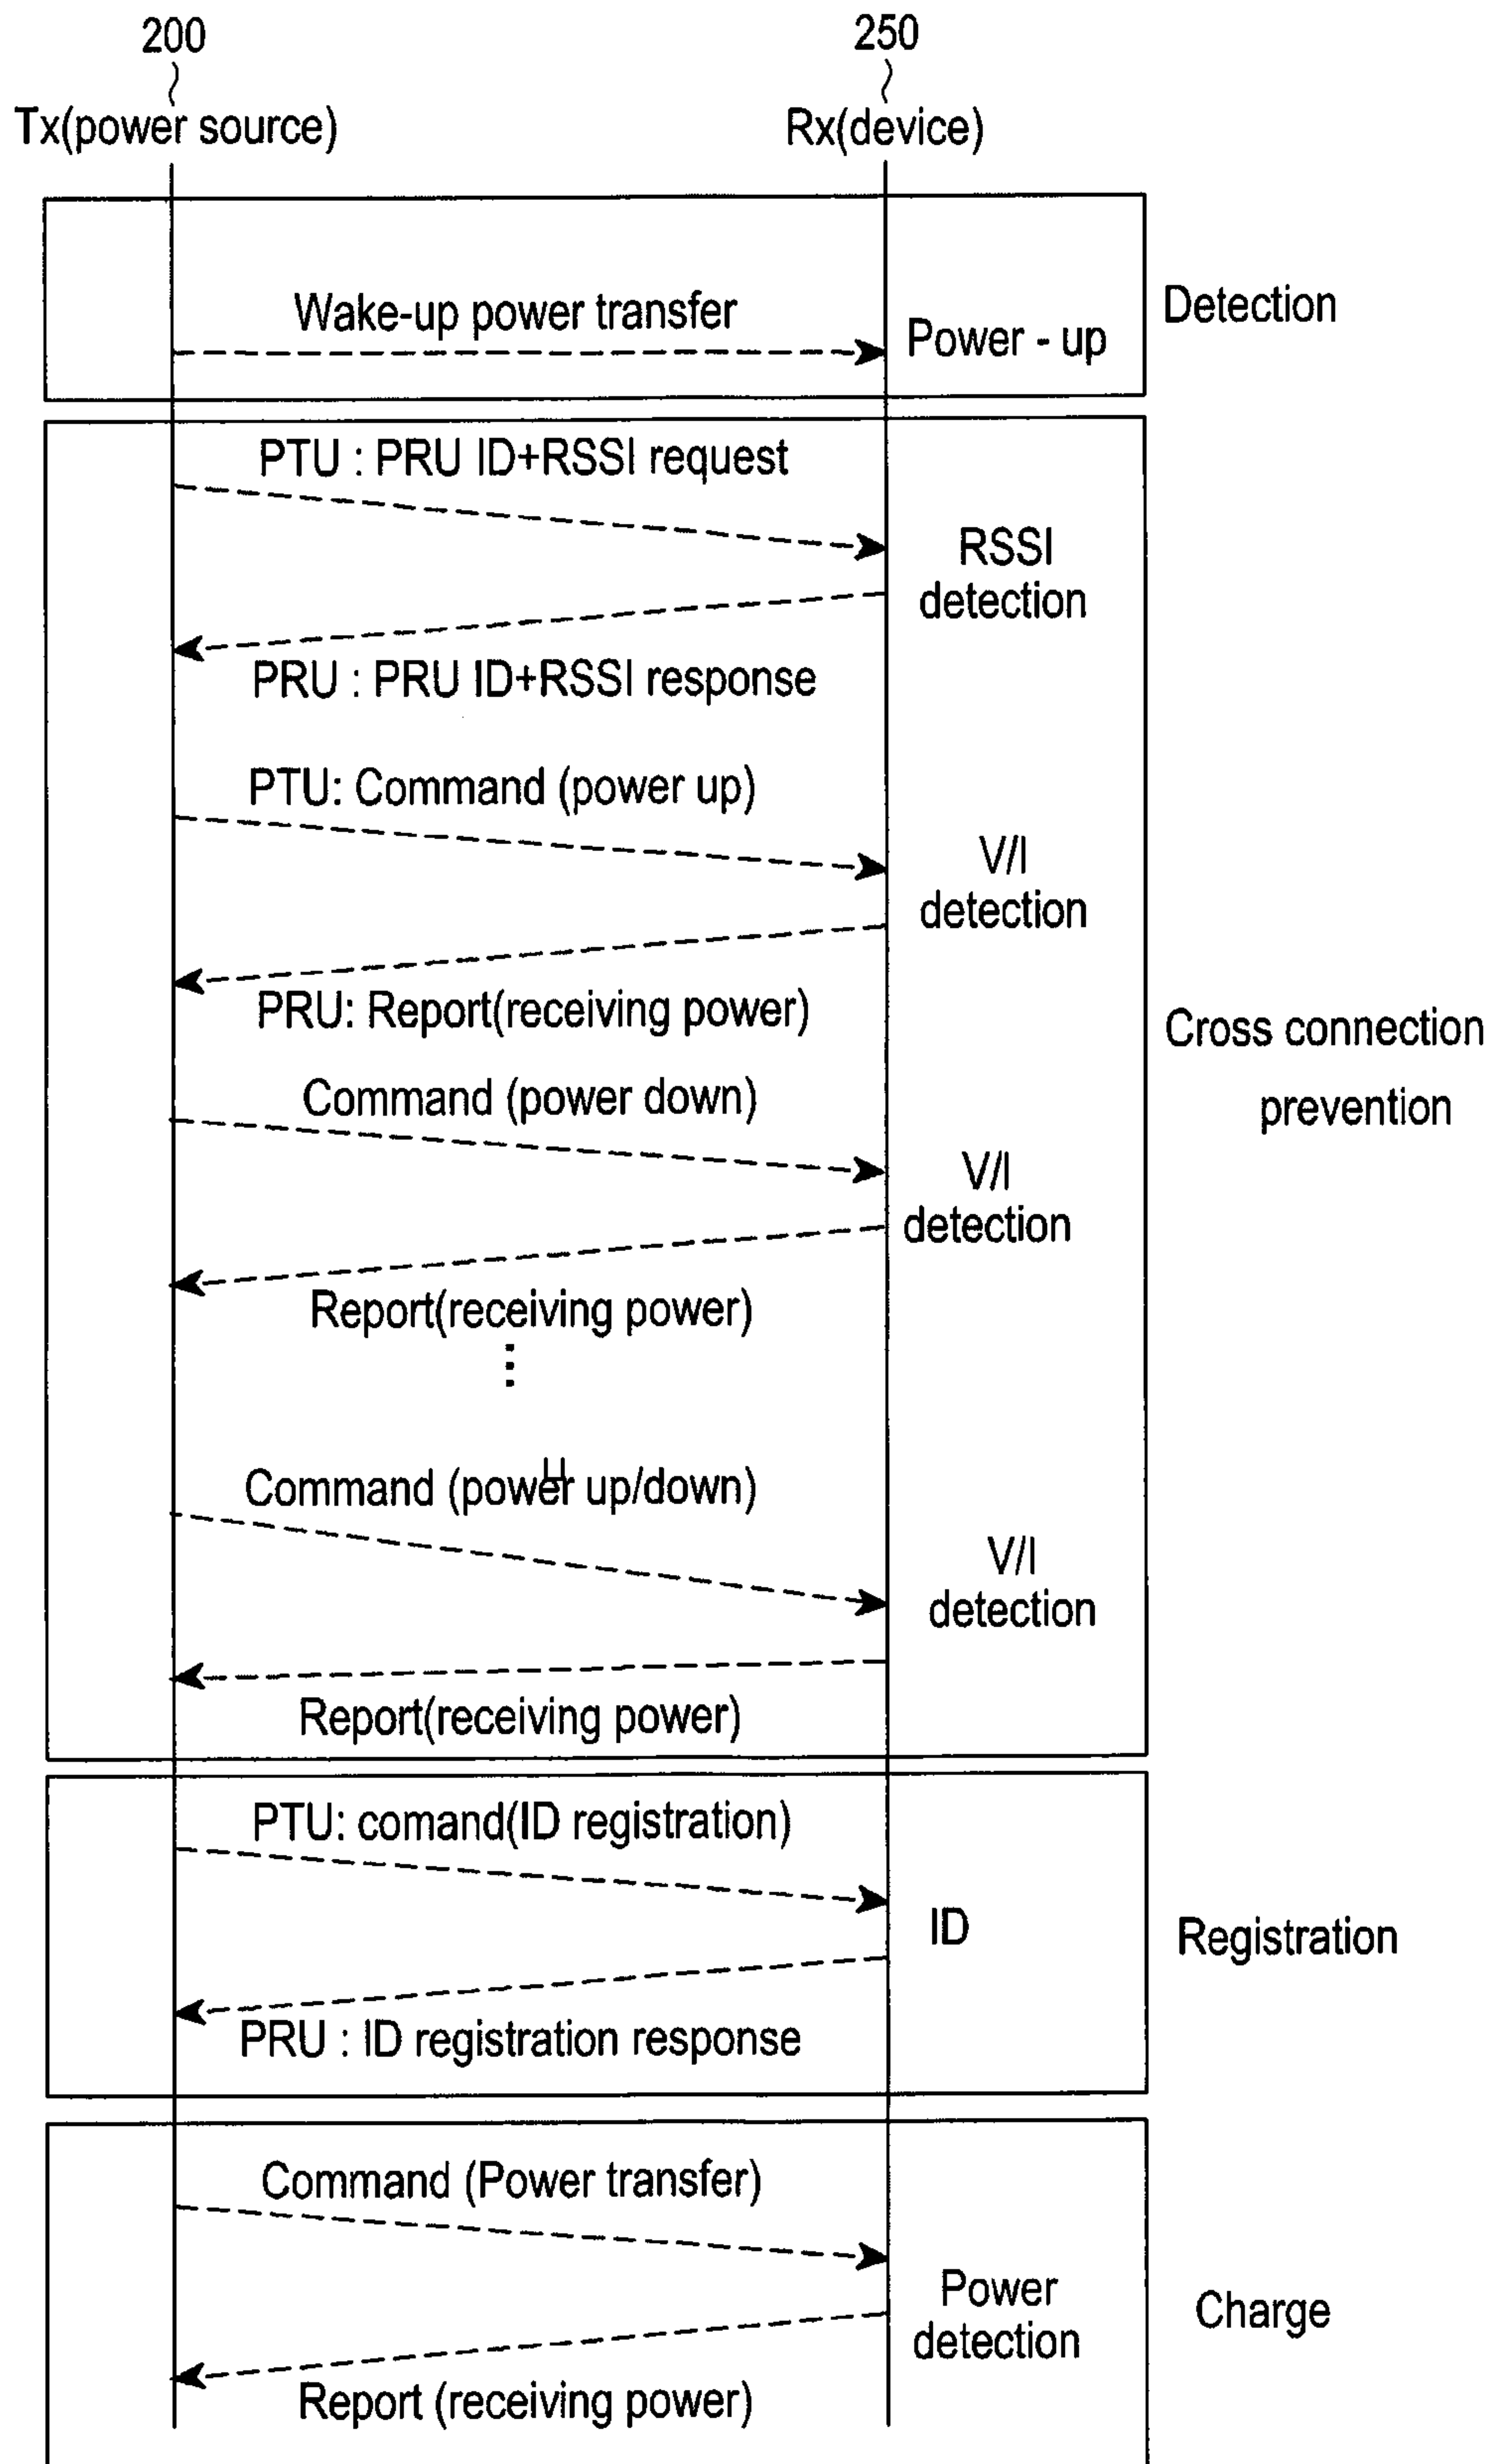 200
250
Tx(power source)
Rx(device)
Wake-up power transfer
Power - up
Detection
PTU : PRU ID+RSSI request
RSSI
detection
PRU : PRU ID+RSSI response
PTU: Command (power up)
V/I
detection
PRU: Report(receiving power)
Cross connection
prevention
Command (power down)
V/I
detection
Report(receiving power)
Command (power up/down)
V/I
detection
Report(receiving power)
PTU: comand(ID registration)
ID
Registration
PRU : ID registration response
Command (Power transfer)
Power
detection
Charge
Report (receiving power)